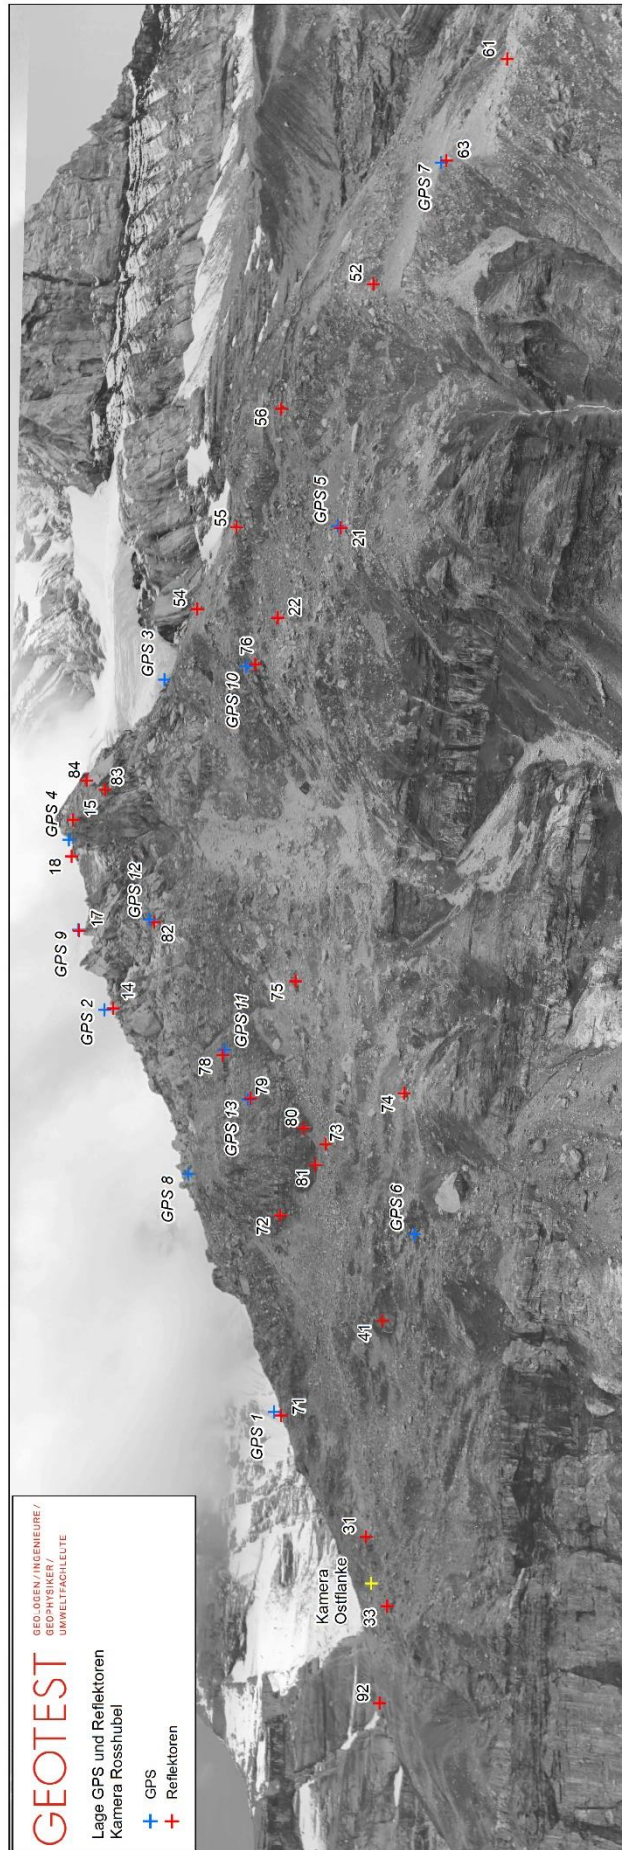 GEOTEST
GEOLOGEN / INGENIEURE /
GEOPHYSIKER /
UMWELTFACHLEUTE
Lage GPS und Reflektoren
Kamera Rosshubel
GPS
Reflektoren
92
33
Kamera
Ostflanke
31
GPS 1
71
41
GPS 6
72
GPS 8
81
73
80
74
GPS 13
79
78
GPS 11
75
GPS 2
14
GPS 9
17
GPS 12
82
18
GPS 4
15
83
84
GPS 3
GPS 10
76
22
54
55
GPS 5
21
56
52
GPS 7
63
61